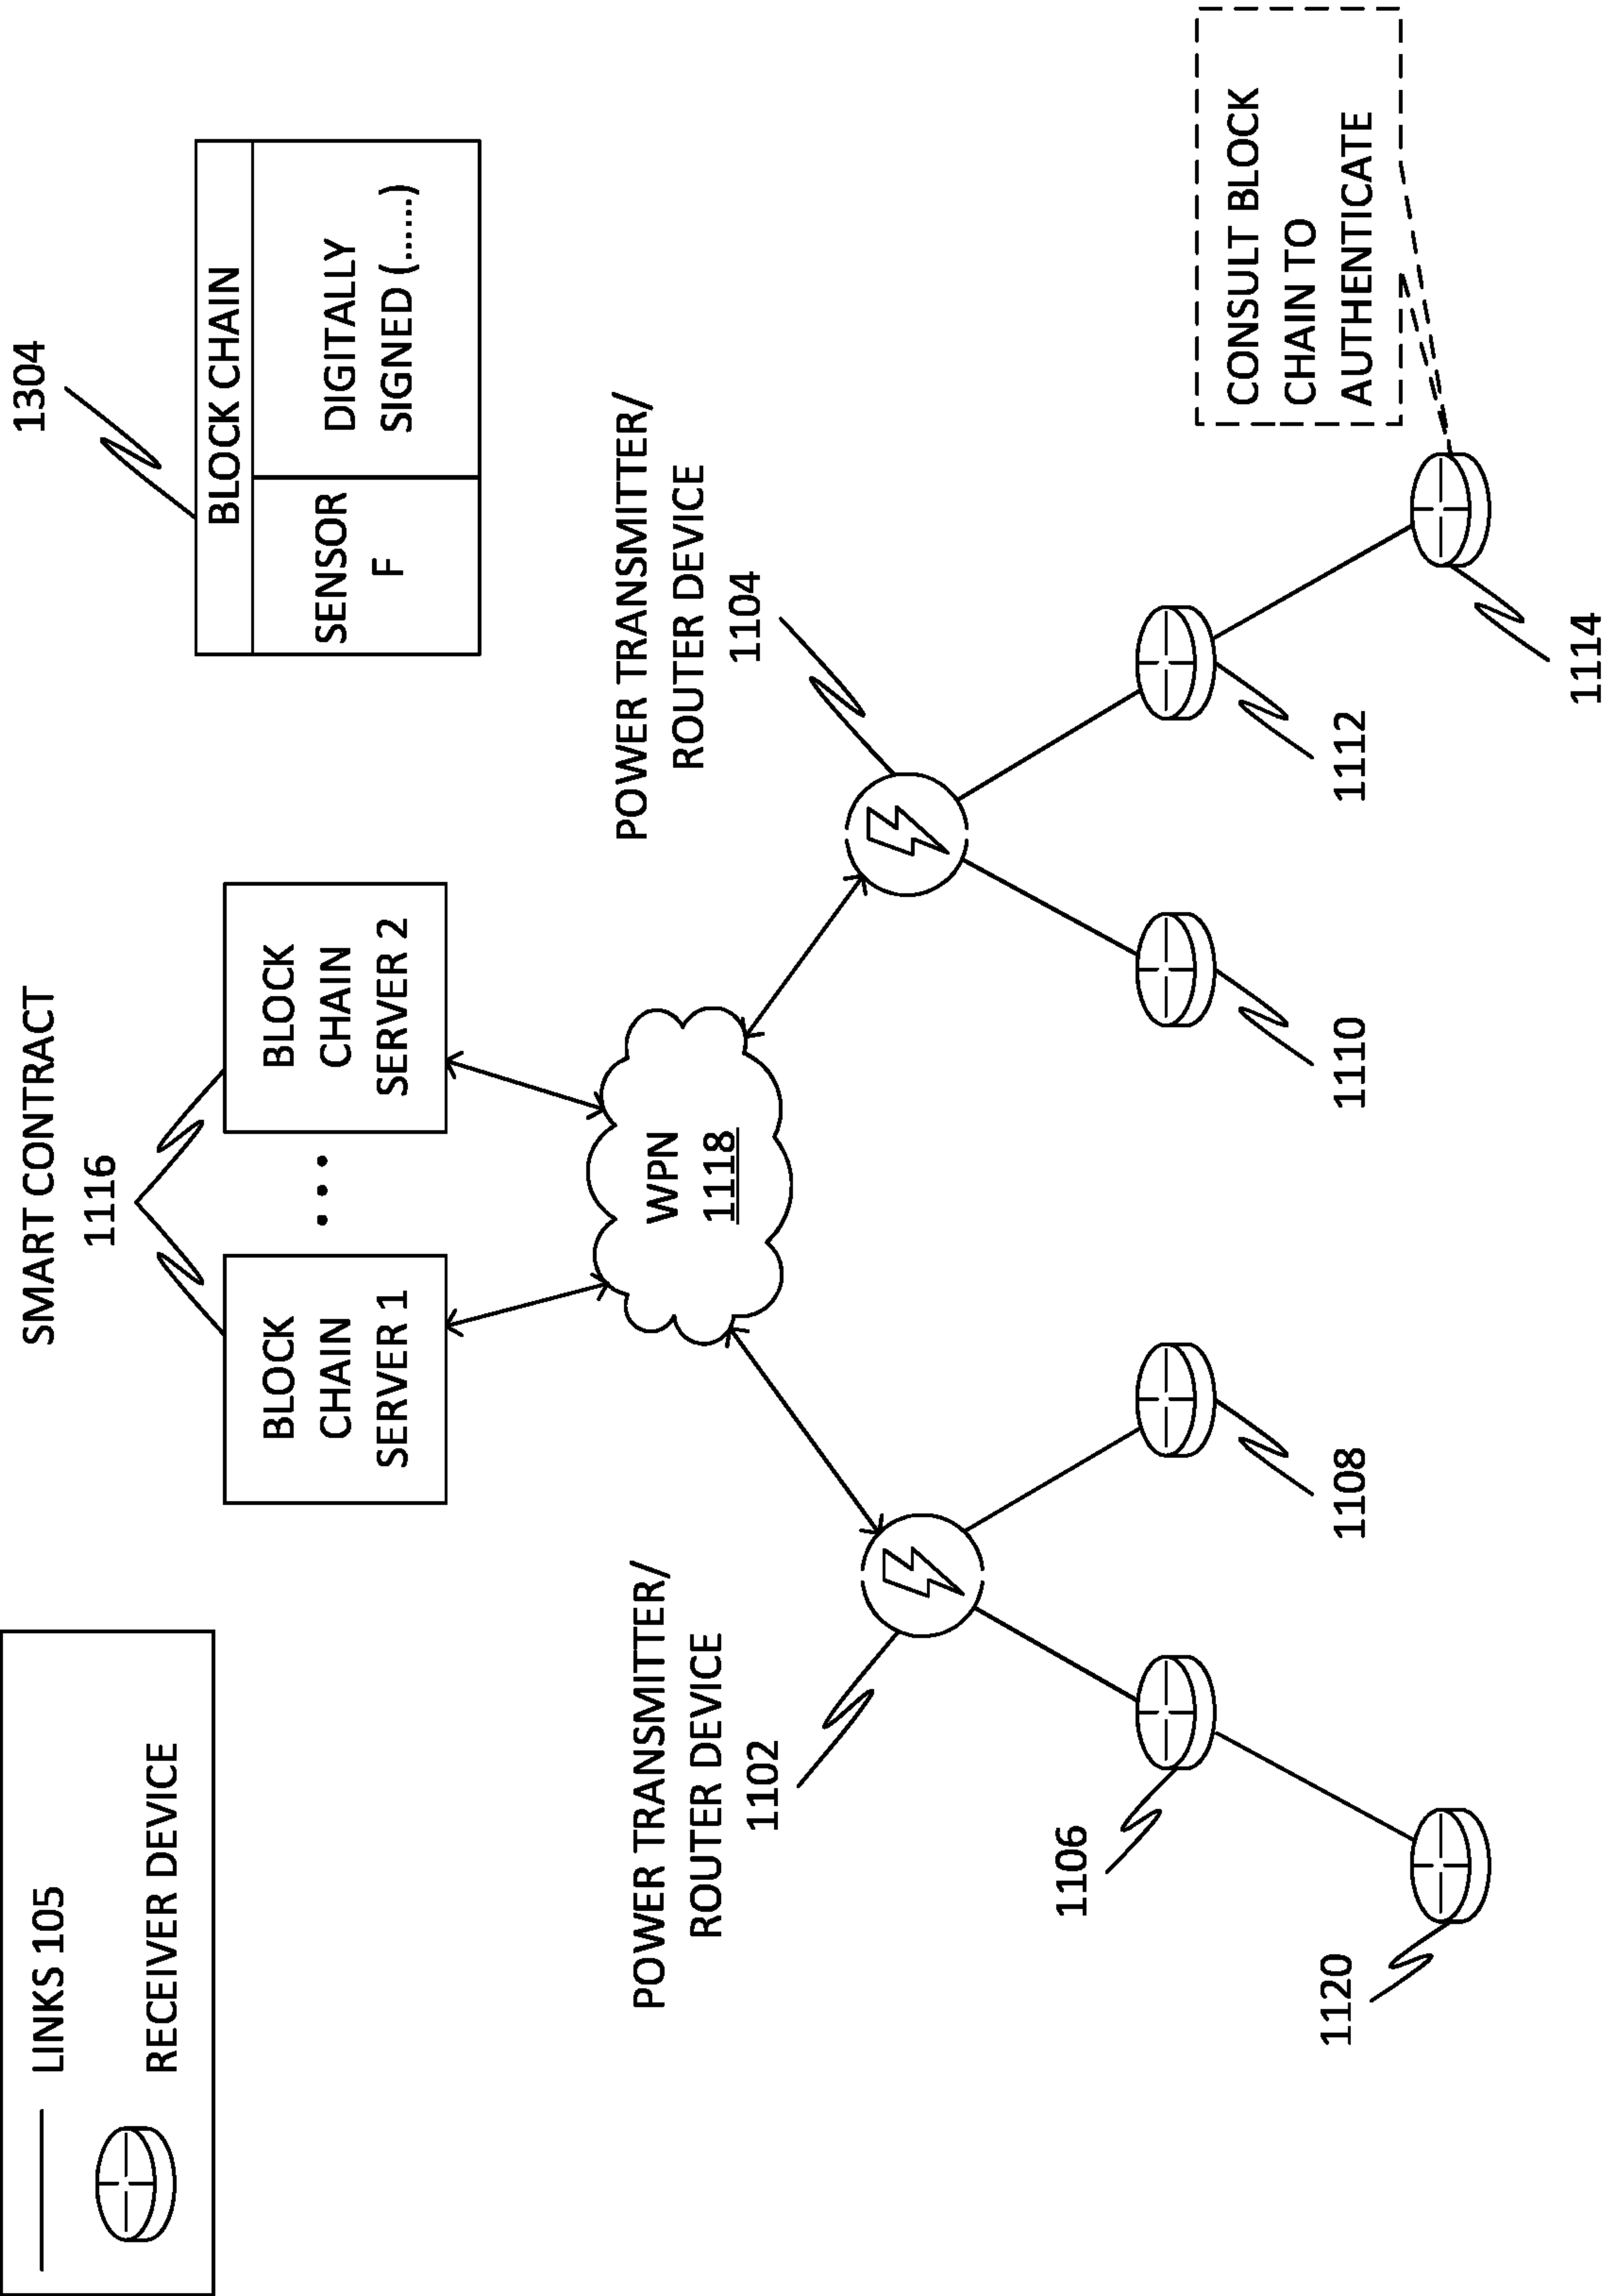 LINKS 105
RECEIVER DEVICE
SMART CONTRACT
1116
BLOCK
CHAIN
SERVER 1
...
BLOCK
CHAIN
SERVER 2
1304
BLOCK CHAIN
SENSOR
F
DIGITALLY
SIGNED (......)
WPN
1118
POWER TRANSMITTER/
ROUTER DEVICE
1102
POWER TRANSMITTER/
ROUTER DEVICE
1104
1106
1108
1110
1112
1120
1114
CONSULT BLOCK
CHAIN TO
AUTHENTICATE